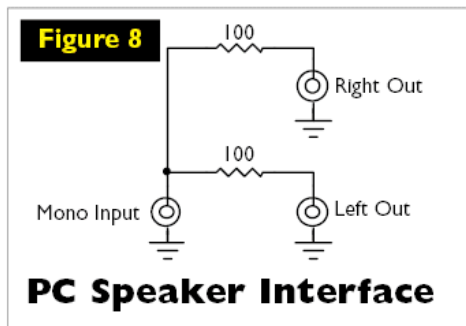 Figure 8
100
Right Out
100
Mono Input
Left Out
PC Speaker Interface